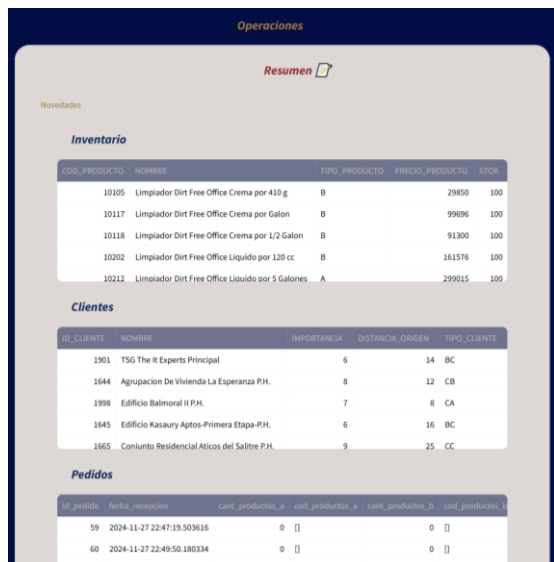 Operaciones
Resumen
Novedades
Inventario
COD_PRODUCTO NOMBRE TIPO_PRODUCTO PRECIO_PRODUCTO STOK
10105 Limpiador Dirt Free Office Crema por 410 g B 29850 100
10117 Limpiador Dirt Free Office Crema por Galon B 99696 100
10118 Limpiador Dirt Free Office Crema por 1/2 Galon B 91300 100
10202 Limpiador Dirt Free Office Liquido por 120 cc B 161576 100
10212 Limpiador Dirt Free Office Liquido por 5 Galones A 299015 100
Clientes
ID_CLIENTE NOMBRE IMPORTANCIA DISTANCIA_ORIGEN TIPO_CLIENTE
1901 TSG The It Experts Principal 6 14 BC
1644 Agrupacion De Vivienda La Esperanza P.H. 8 12 CB
1998 Edificio Balmoral II P.H. 7 8 CA
1645 Edificio Kasaury Aptos-Primera Etapa-P.H. 6 16 BC
1665 Conjunto Residencial Aticos del Salitre P.H. 9 25 CC
Pedidos
id_pedido fecha_recepcion cant_productos_a cod_productos_a cant_productos_b cod_productos_b
59 2024-11-27 22:47:19.503616 0 [] 0 []
60 2024-11-27 22:49:50.180334 0 [] 0 []